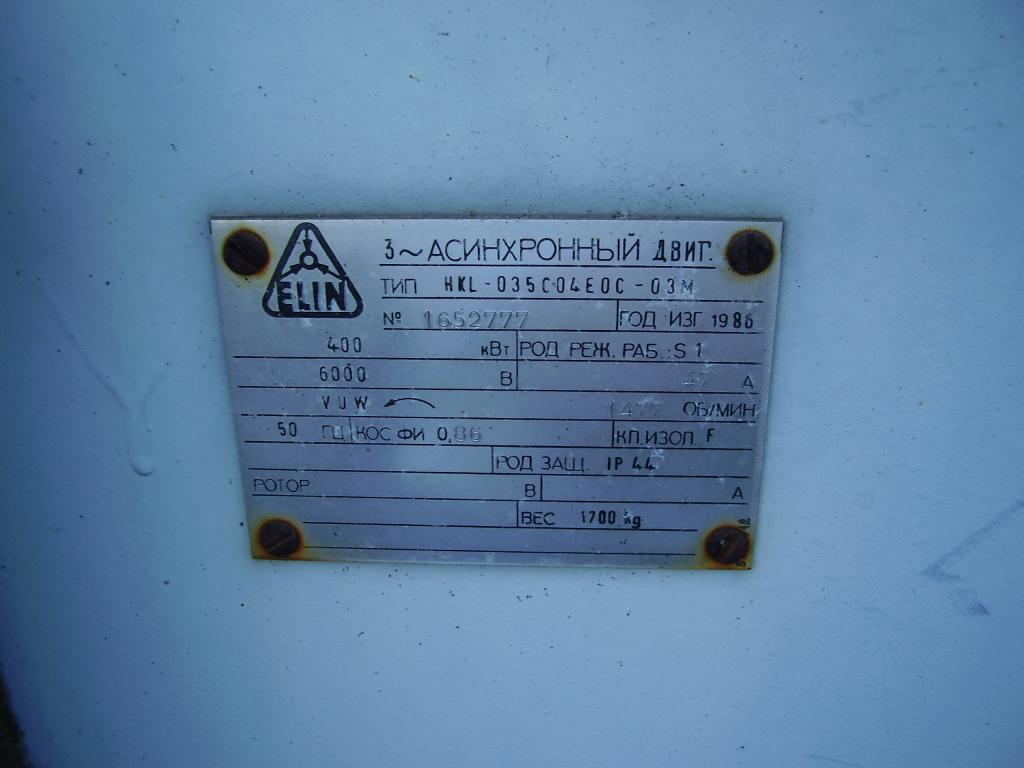 ELIN
3~ АСИНХРОННЫЙ ДВИГ.
ТИП HKL-035C04E0C-03M
№ 1652777 ГОД ИЗГ. 1986
400 кВт РОД РЕЖ. РАБ.: S1
6000 В 47 А
VUW 1477 ОБ/МИН
50 ГЦ КОС ФИ 0,86 КЛ.ИЗОЛ. F
РОД ЗАЩ. IP 44
РОТОР В А
ВЕС 1700 kg